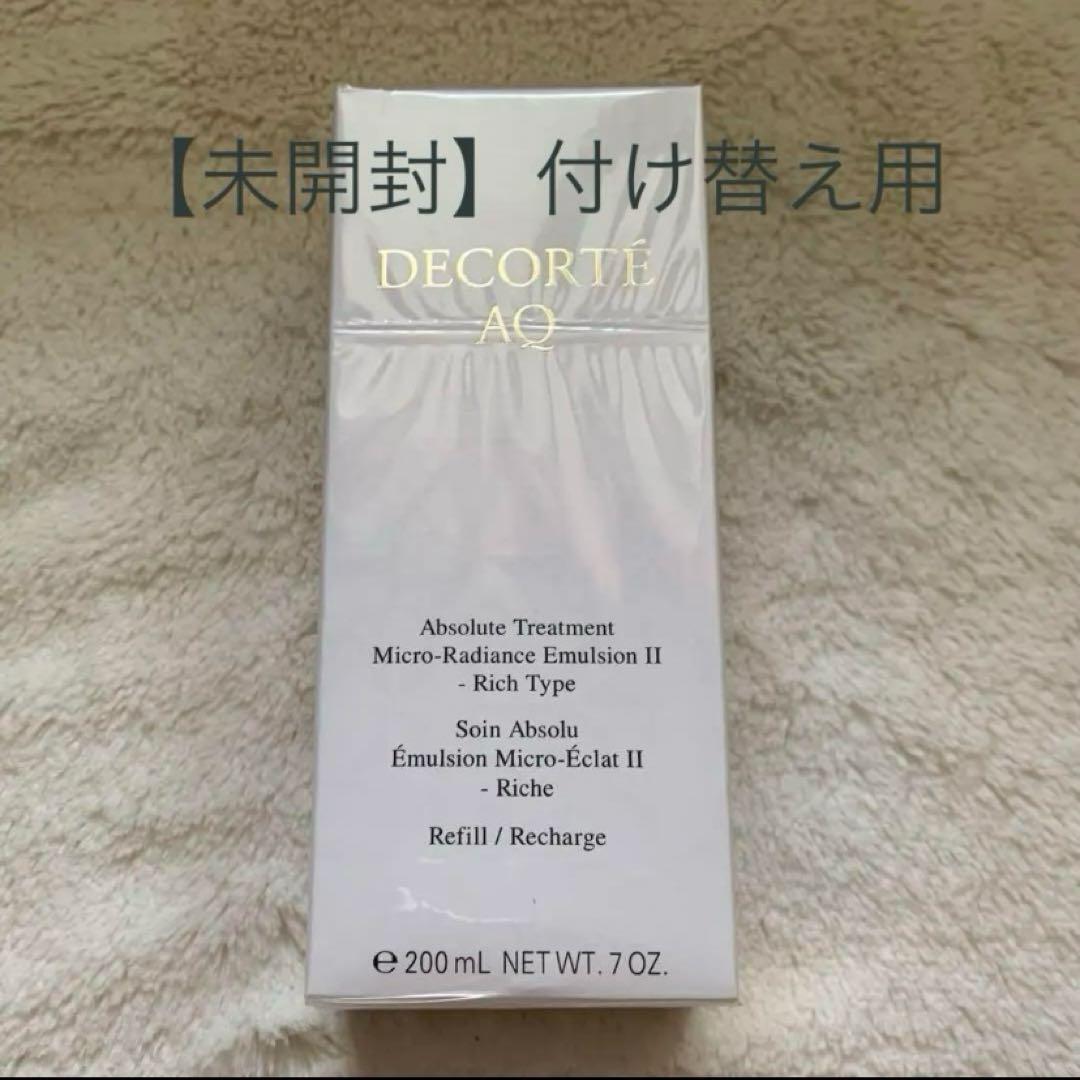 【未開封】付け替え用
DECORTÉ
AQ
Absolute Treatment
Micro-Radiance Emulsion II
- Rich Type
Soin Absolu
Émulsion Micro-Éclat II
- Riche
Refill / Recharge
℮ 200 mL NET WT. 7 OZ.